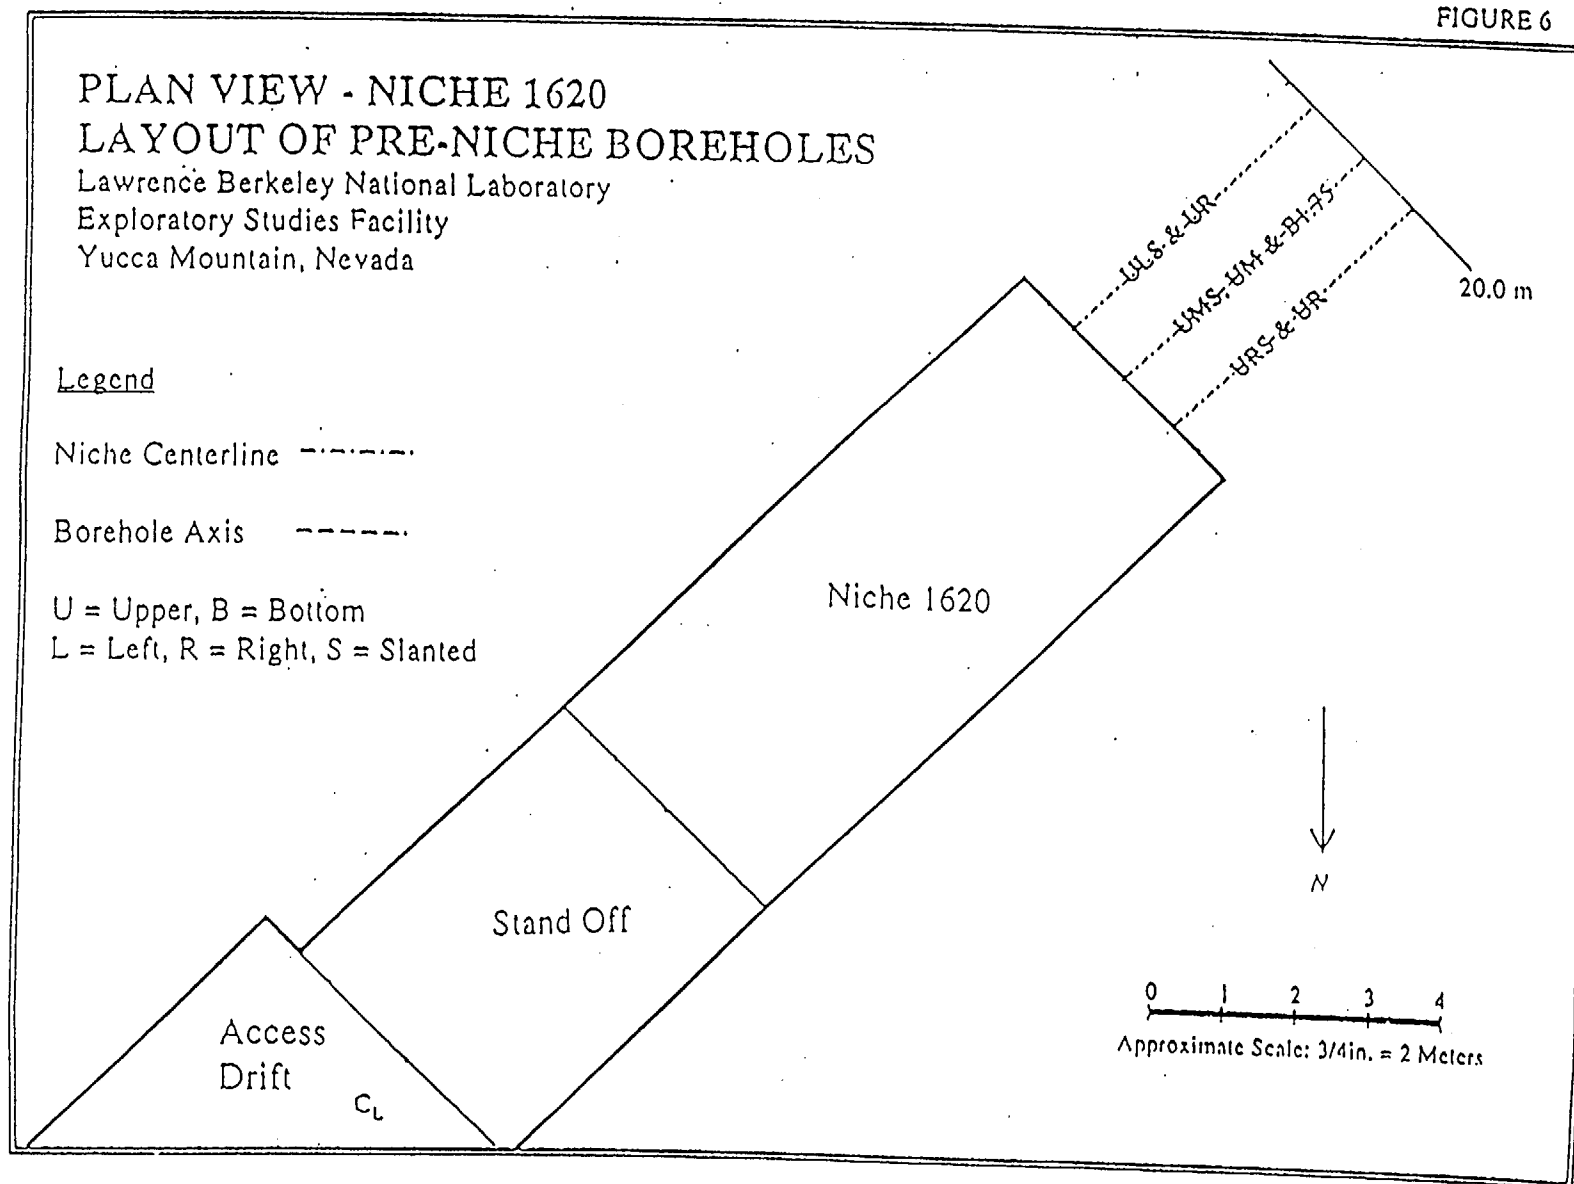 FIGURE 6
PLAN VIEW - NICHE 1620
LAYOUT OF PRE-NICHE BOREHOLES
Lawrence Berkeley National Laboratory
Exploratory Studies Facility
Yucca Mountain, Nevada
ULS & UR
UMS, UM & B1.75
URS & UR
20.0 m
Legend
Niche Centerline
Borehole Axis
U = Upper, B = Bottom
L = Left, R = Right, S = Slanted
Niche 1620
Stand Off
Access
Drift
CL
N
0 1 2 3 4
Approximate Scale: 3/4in. = 2 Meters